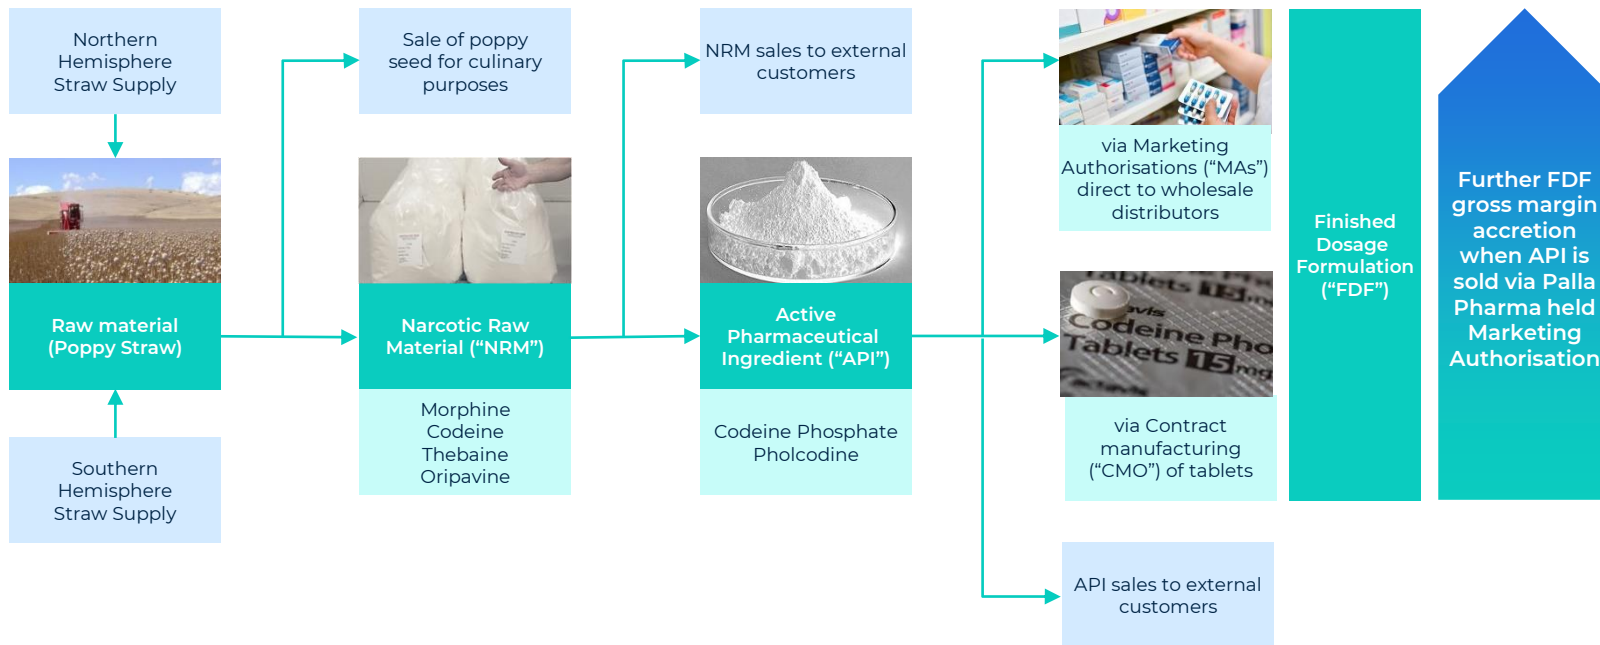 Northern
Hemisphere
Straw Supply
Raw material
(Poppy Straw)
Southern
Hemisphere
Straw Supply
Sale of poppy
seed for culinary
purposes
Narcotic Raw
Material (“NRM”)
Morphine
Codeine
Thebaine
Oripavine
NRM sales to external
customers
Active
Pharmaceutical
Ingredient (“API”)
Codeine Phosphate
Pholcodine
via Marketing
Authorisations (“MAs”)
direct to wholesale
distributors
Tablets 15mg
Codeine Pho
Tablets 15mg
via Contract
manufacturing
(“CMO”) of tablets
API sales to external
customers
Finished
Dosage
Formulation
(“FDF”)
Further FDF
gross margin
accretion
when API is
sold via Palla
Pharma held
Marketing
Authorisation